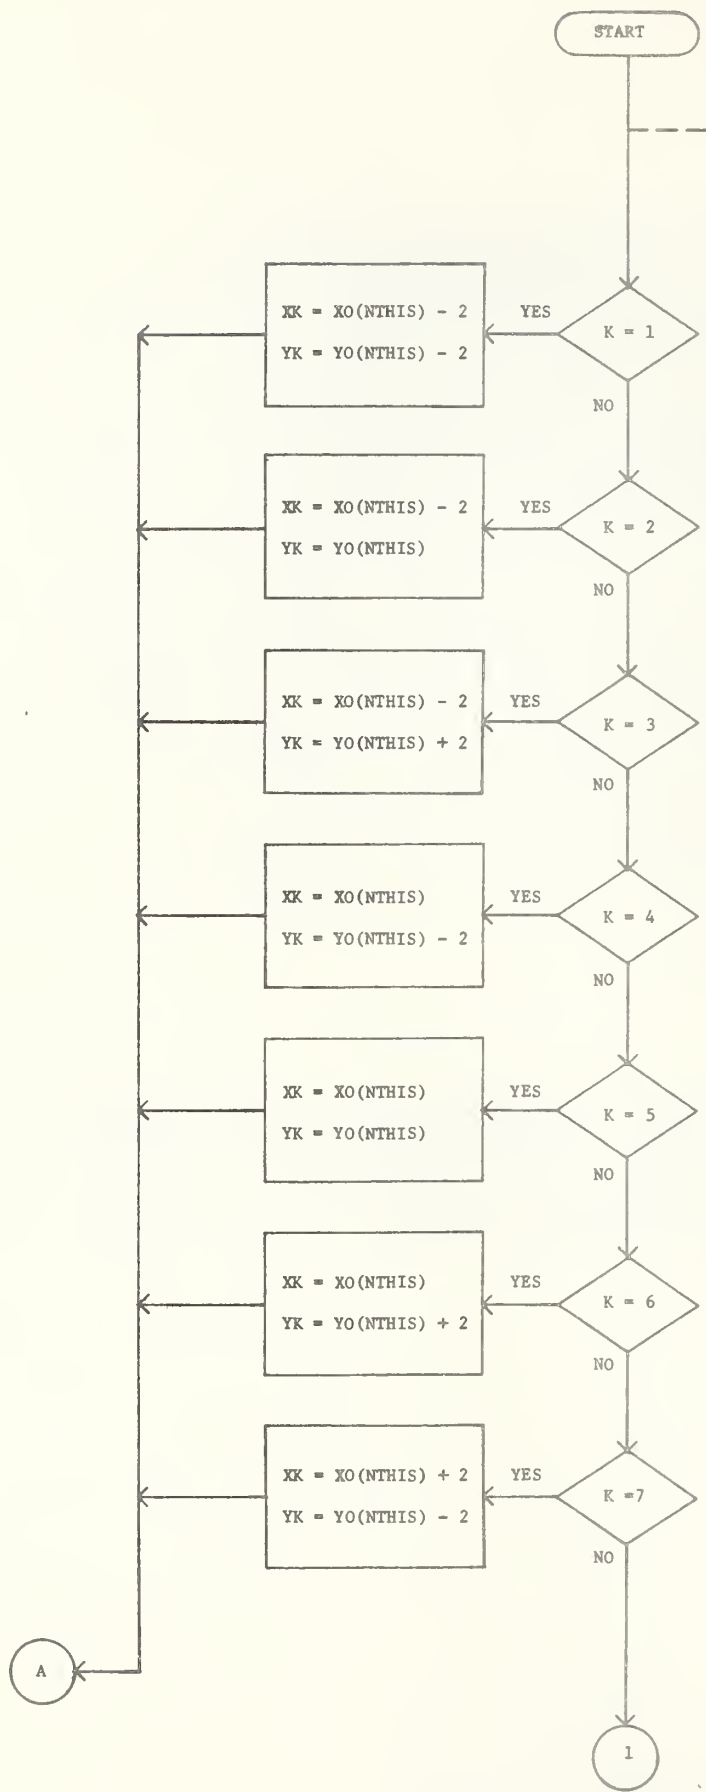 START
XK = XO(NTHIS) - 2
YK = YO(NTHIS) - 2
YES
K = 1
NO
XK = XO(NTHIS) - 2
YK = YO(NTHIS)
YES
K = 2
NO
XK = XO(NTHIS) - 2
YK = YO(NTHIS) + 2
YES
K = 3
NO
XK = XO(NTHIS)
YK = YO(NTHIS) - 2
YES
K = 4
NO
XK = XO(NTHIS)
YK = YO(NTHIS)
YES
K = 5
NO
XK = XO(NTHIS)
YK = YO(NTHIS) + 2
YES
K = 6
NO
XK = XO(NTHIS) + 2
YK = YO(NTHIS) - 2
YES
K =7
NO
A
1